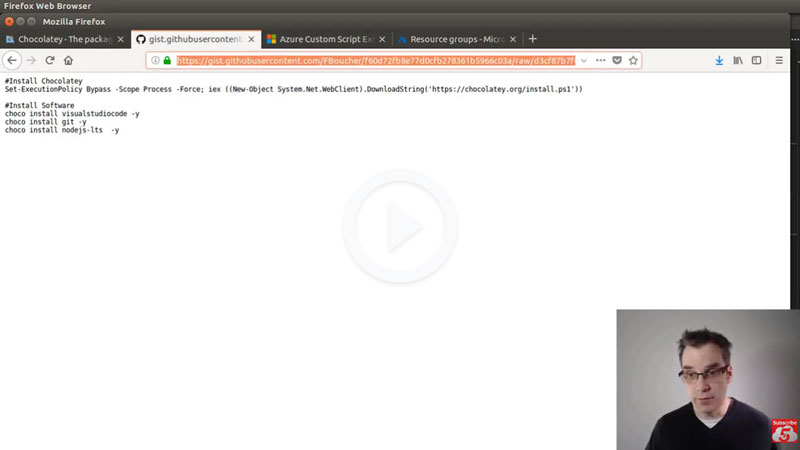 Firefox Web Browser
Mozilla Firefox
Chocolatey - The packag
gist.githubusercontent
Azure Custom Script Ex
Resource groups - Micro
https://gist.githubusercontent.com/FBoucher/f60d72fb8e77d0cfb278361b5966c03a/raw/d3cf87b7f
#Install Chocolatey
Set-ExecutionPolicy Bypass -Scope Process -Force; iex ((New-Object System.Net.WebClient).DownloadString('https://chocolatey.org/install.ps1'))
#Install Software
choco install visualstudiocode -y
choco install git -y
choco install nodejs-lts  -y
Subscribe